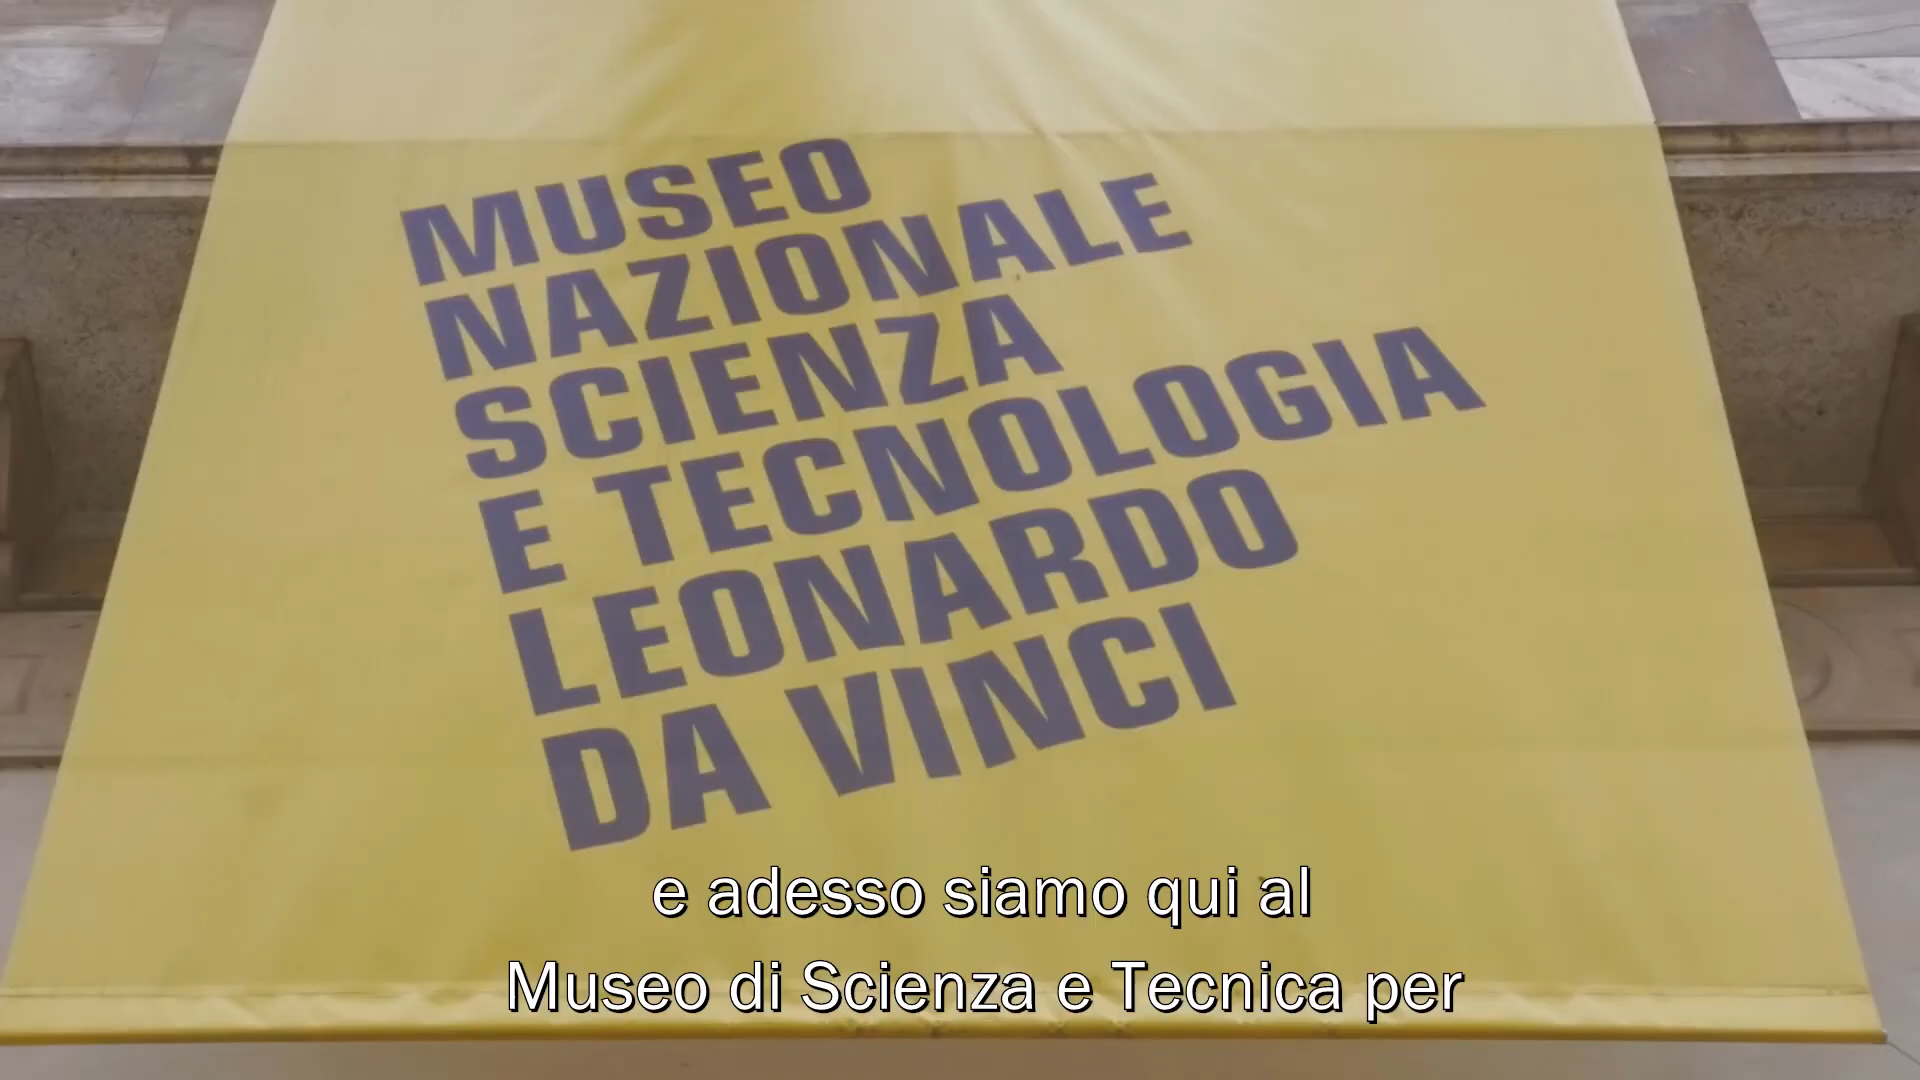 MUSEO
NAZIONALE
SCIENZA
E TECNOLOGIA
LEONARDO
DA VINCI
e adesso siamo qui al
Museo di Scienza e Tecnica per